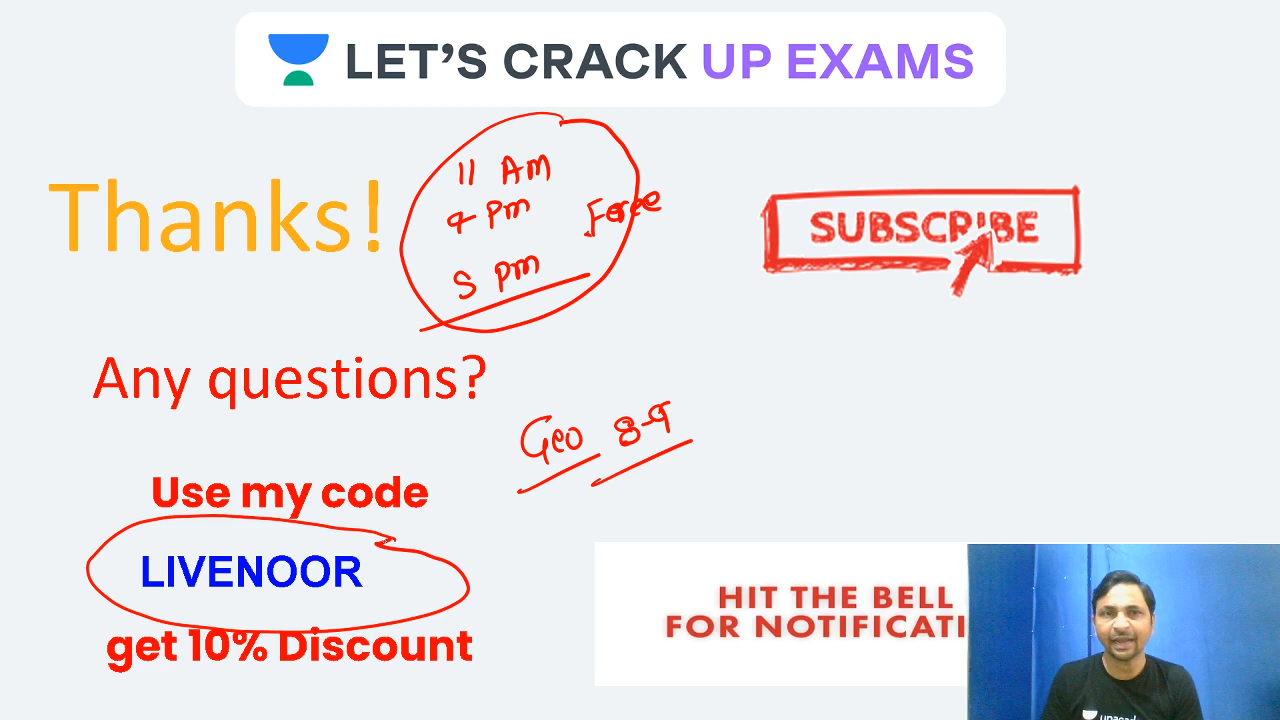 LET'S CRACK UP EXAMS
Thanks!
11 AM
4 Pm
Free
5 pm
SUBSCRIBE
Any questions?
Geo 8-9
Use my code
LIVENOOR
get 10% Discount
HIT THE BELL
FOR NOTIFICATI